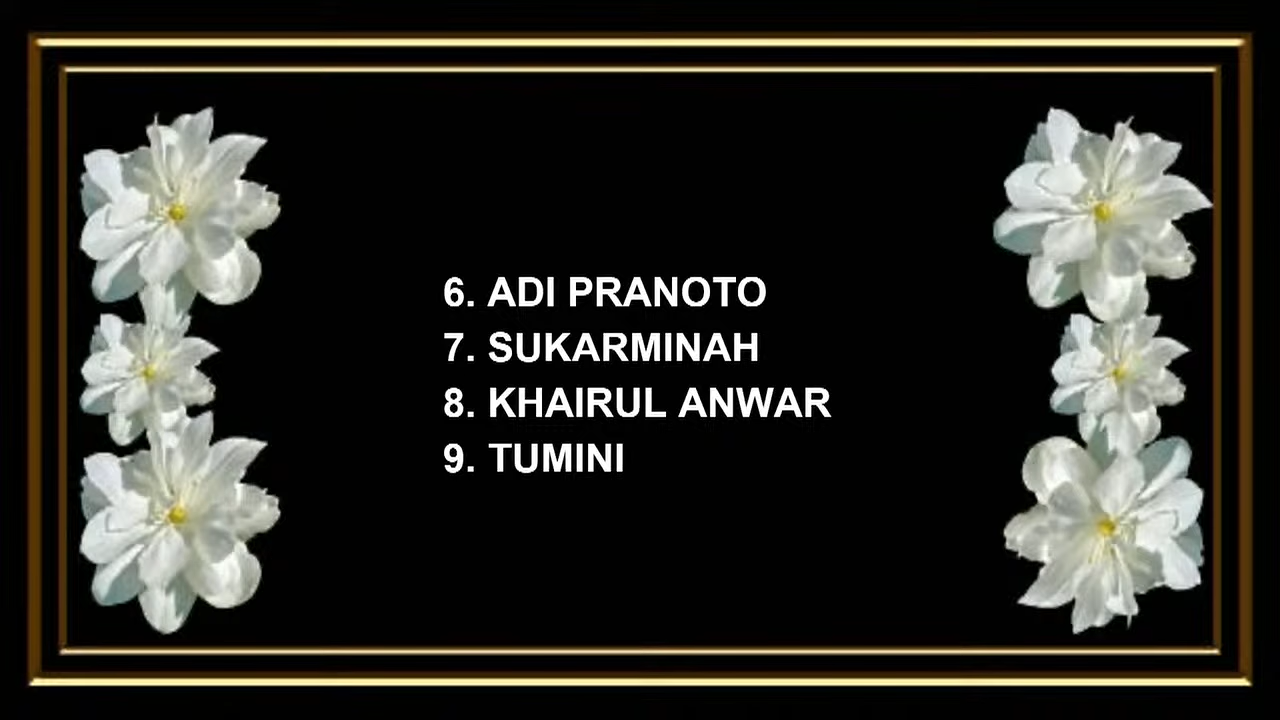 6. ADI PRANOTO
7. SUKARMINAH
8. KHAIRUL ANWAR
9. TUMINI